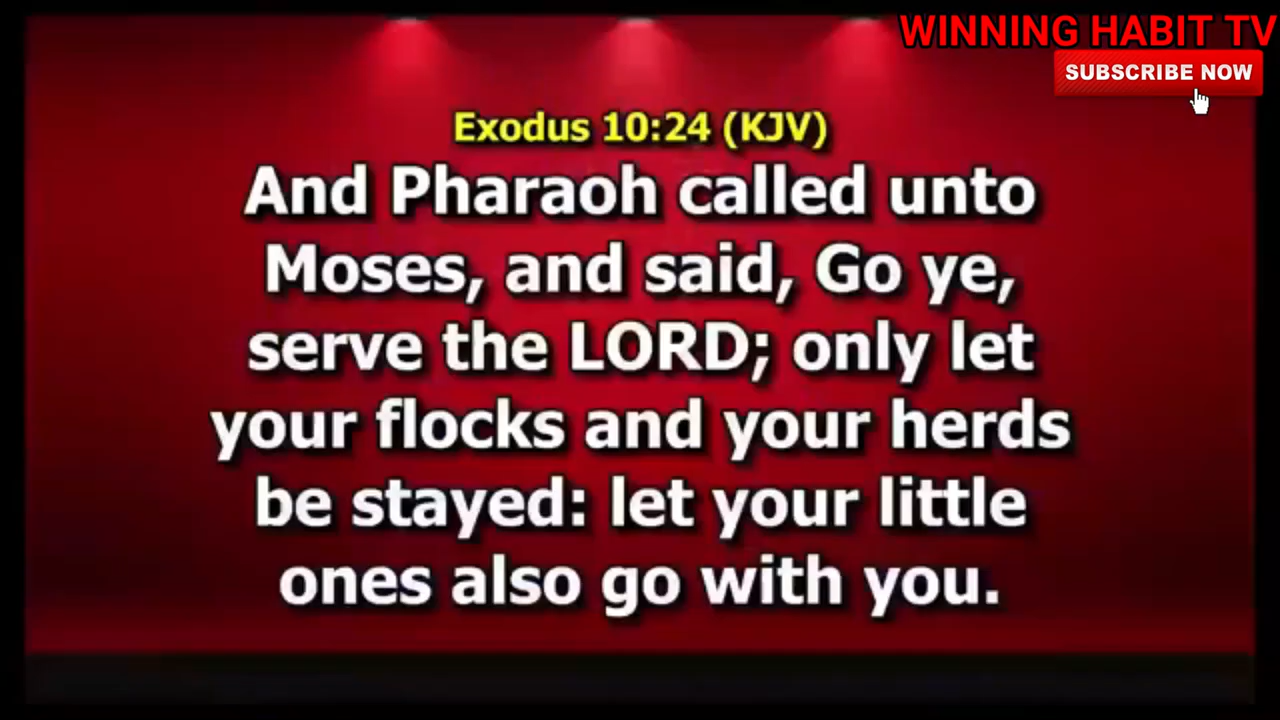 WINNING HABIT TV
SUBSCRIBE NOW
Exodus 10:24 (KJV)
And Pharaoh called unto
Moses, and said, Go ye,
serve the LORD; only let
your flocks and your herds
be stayed: let your little
ones also go with you.